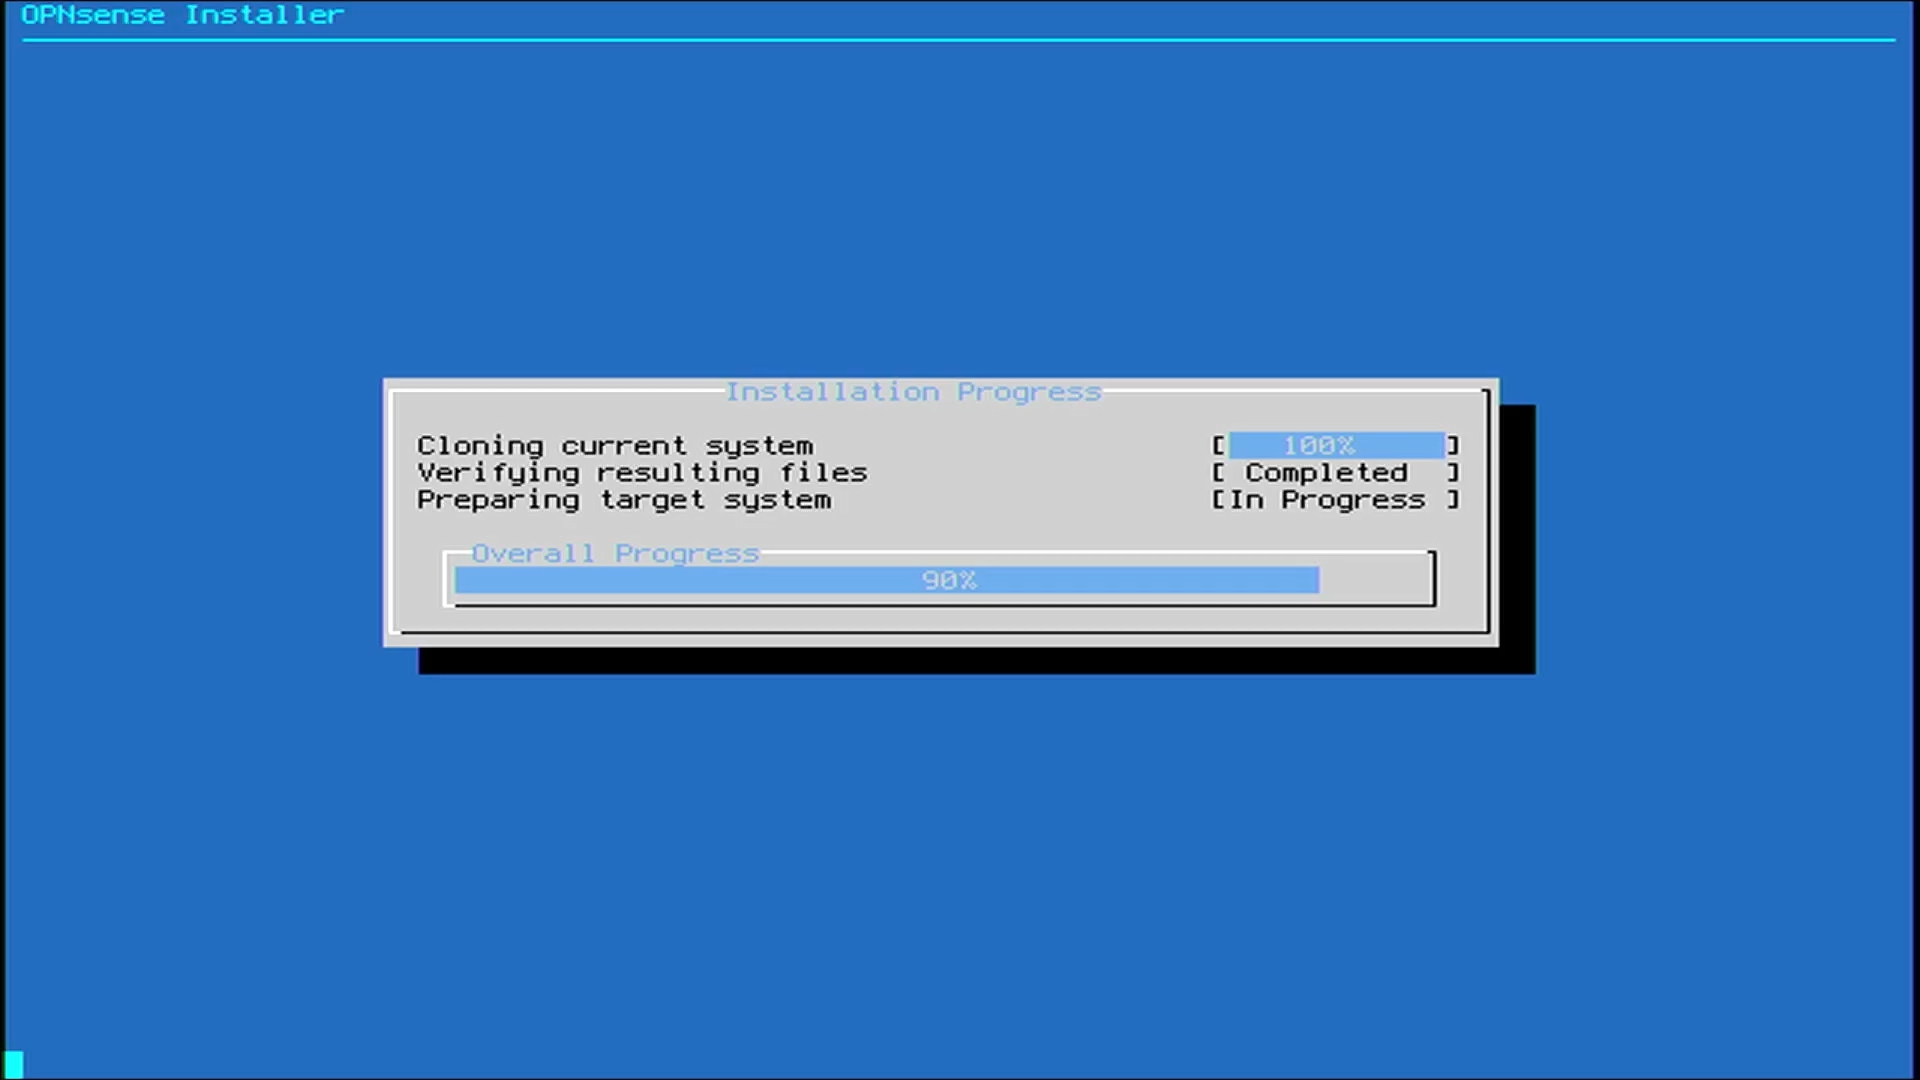 OPNsense Installer
Installation Progress
Cloning current system [ 100% ]
Verifying resulting files [ Completed ]
Preparing target system [In Progress ]
Overall Progress
90%